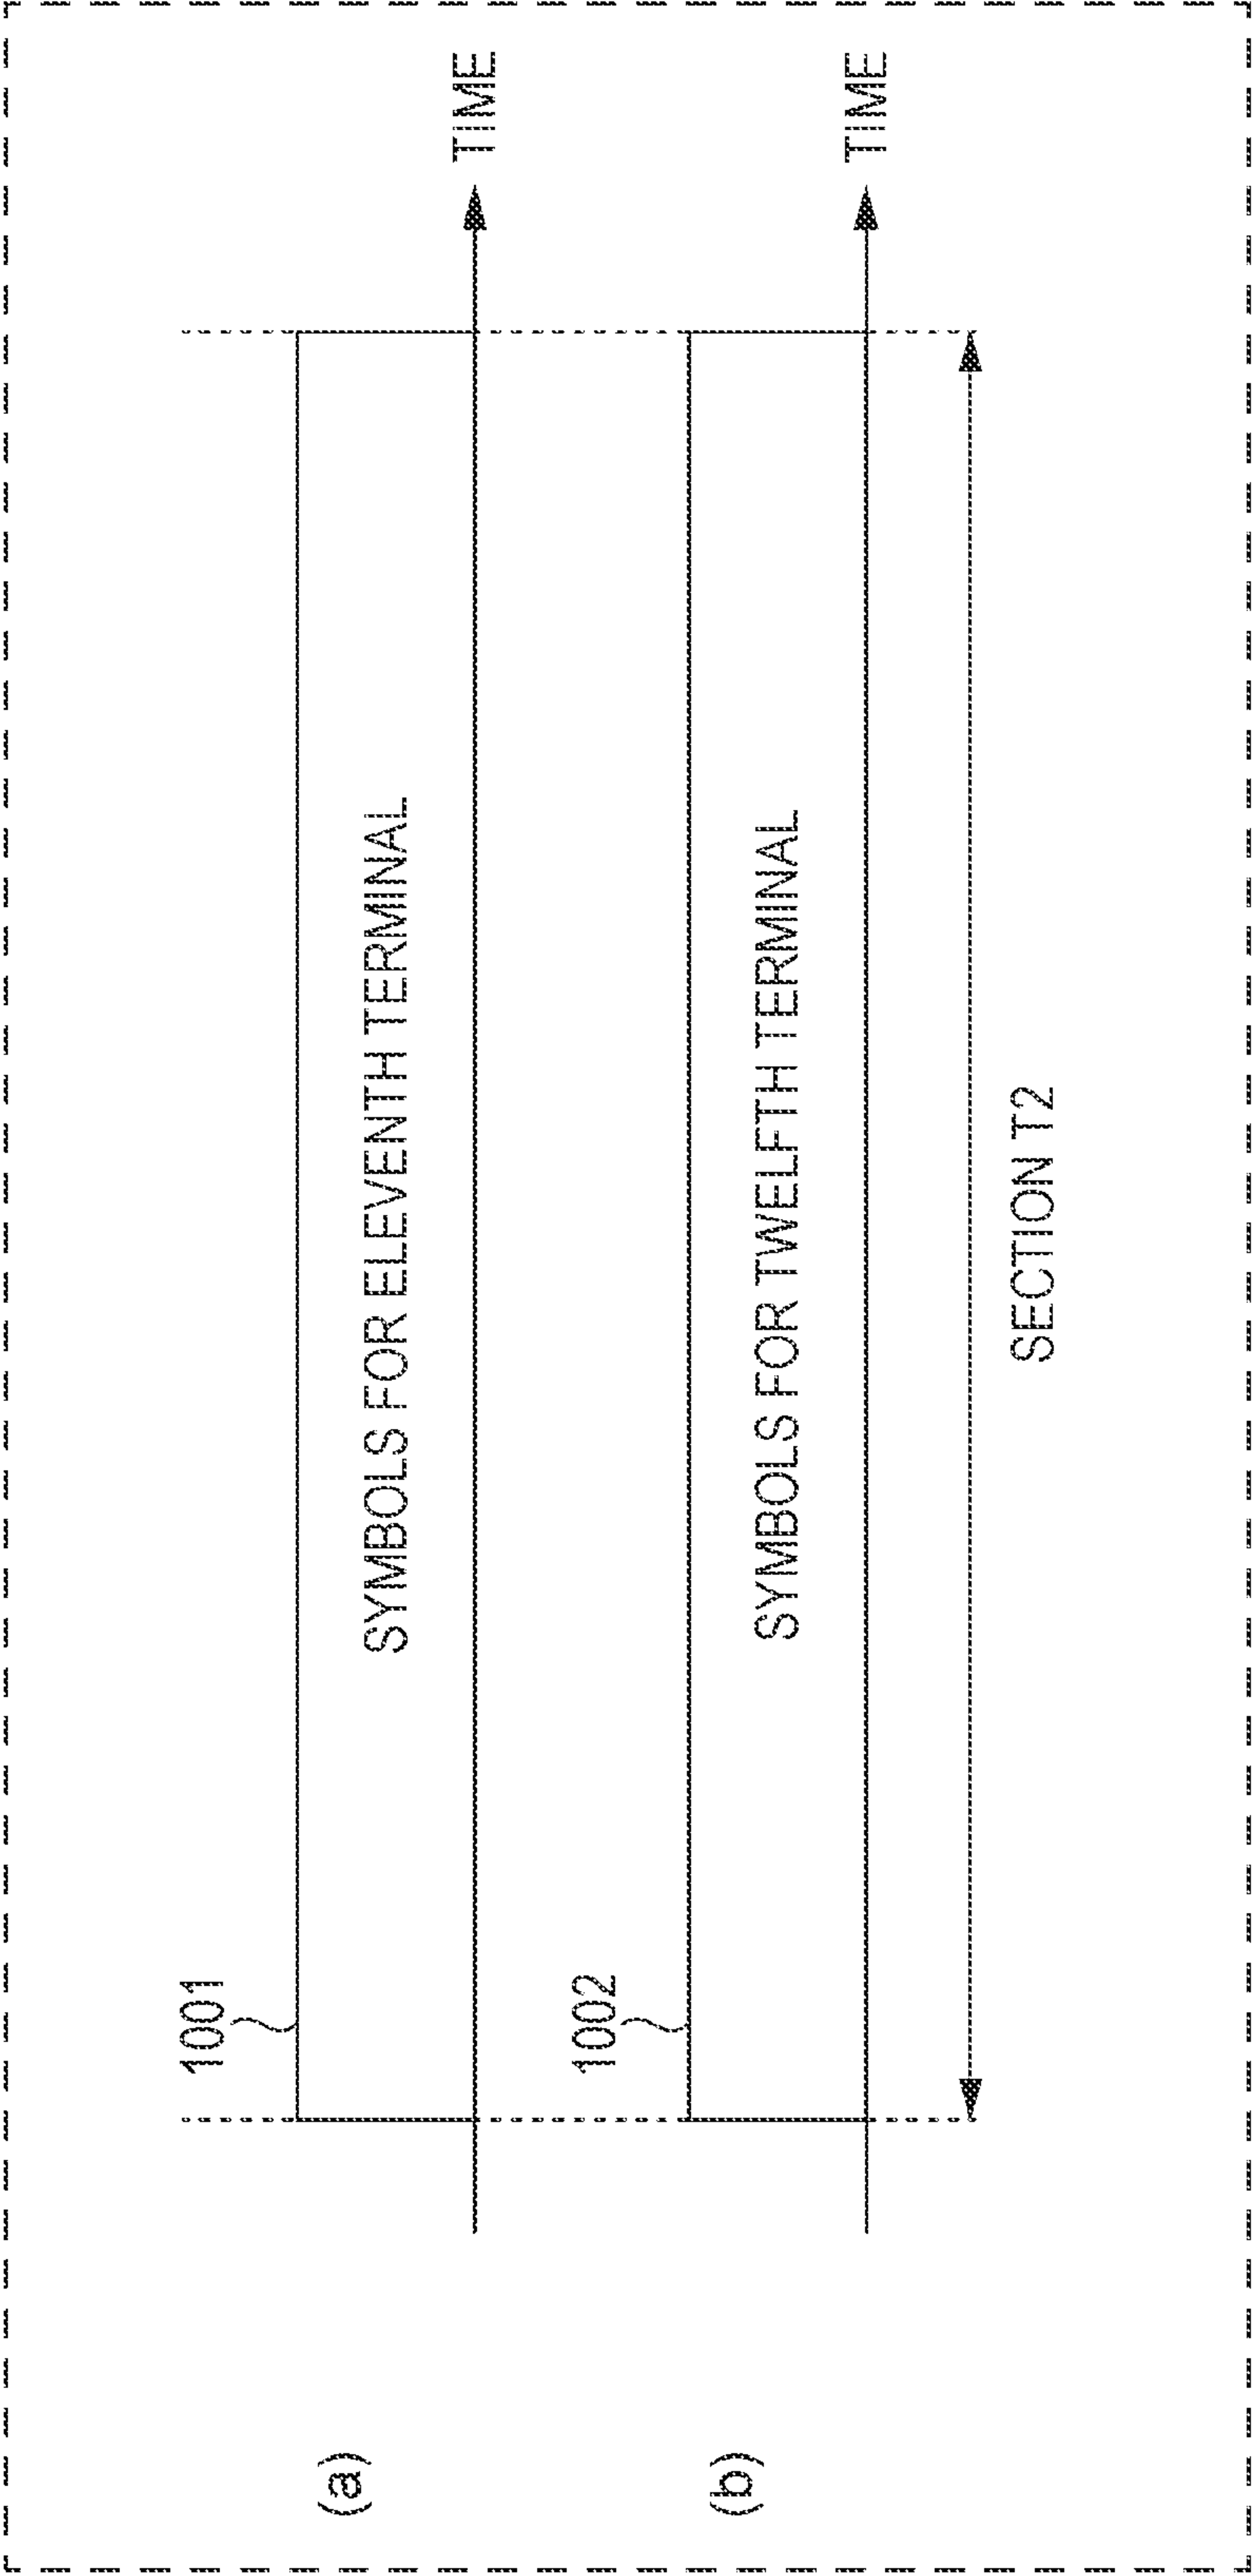 1001
(a)
SYMBOLS FOR ELEVENTH TERMINAL
TIME
1002
(b)
SYMBOLS FOR TWELFTH TERMINAL
TIME
SECTION T2